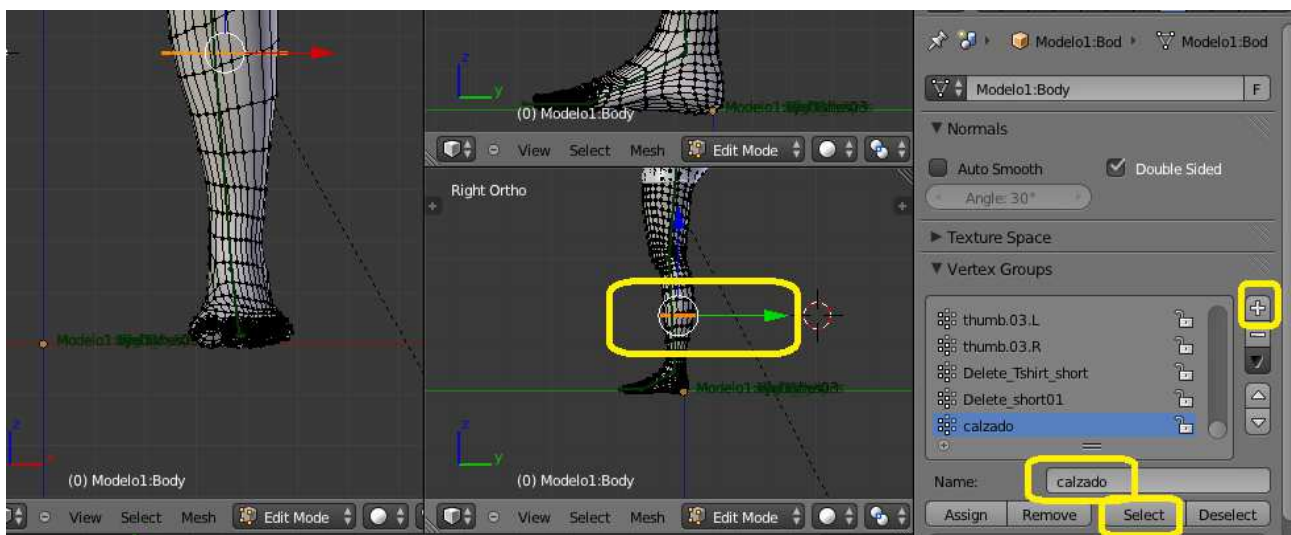 z
y
(0) Modelo1:Body
View Select Mesh Edit Mode
Right Ortho
z
y
(0) Modelo1:Body
View Select Mesh Edit Mode
z
(0) Modelo1:Body
View Select Mesh Edit Mode
Modelo1:Bod Modelo1:Bod
Modelo1:Body F
Normals
Auto Smooth Double Sided
Angle: 30°
Texture Space
Vertex Groups
thumb.03.L
thumb.03.R
Delete_Tshirt_short
Delete_short01
calzado
Name: calzado
Assign Remove Select Deselect